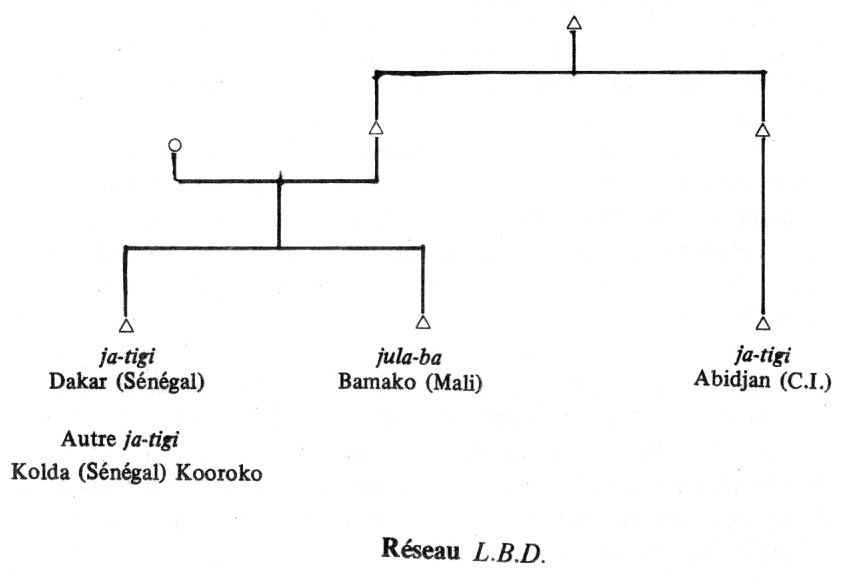 ja-tigi
Dakar (Sénégal)
jula-ba
Bamako (Mali)
ja-tigi
Abidjan (C.I.)
Autre ja-tigi
Kolda (Sénégal) Kooroko
Réseau L.B.D.